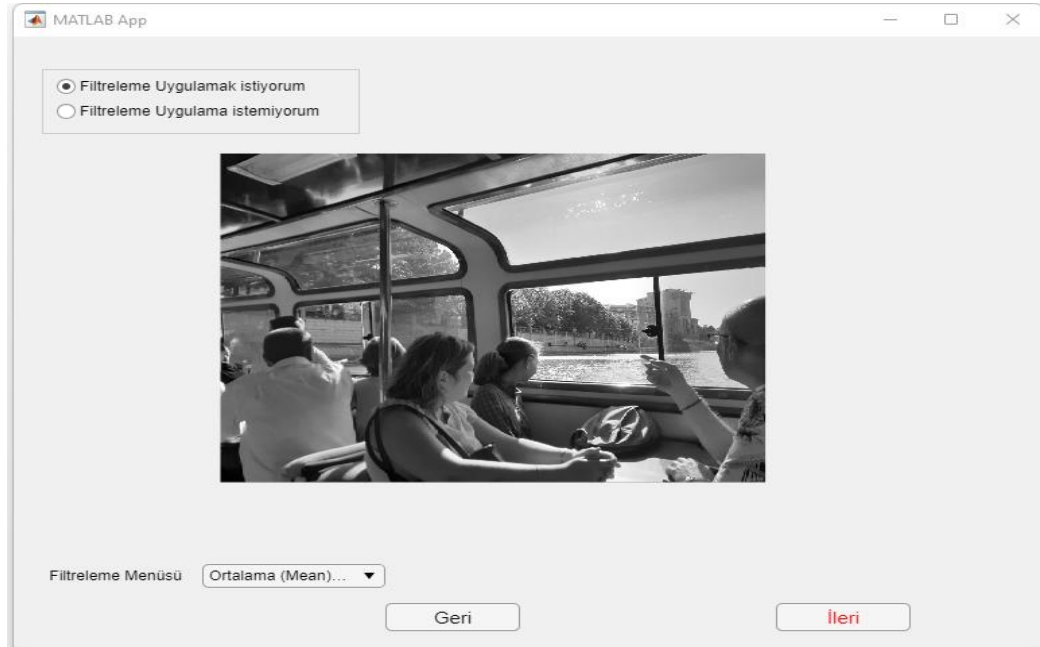 MATLAB App
Filtreleme Uygulamak istiyorum
Filtreleme Uygulama istemiyorum
Filtreleme Menüsü Ortalama (Mean)...
Geri İleri